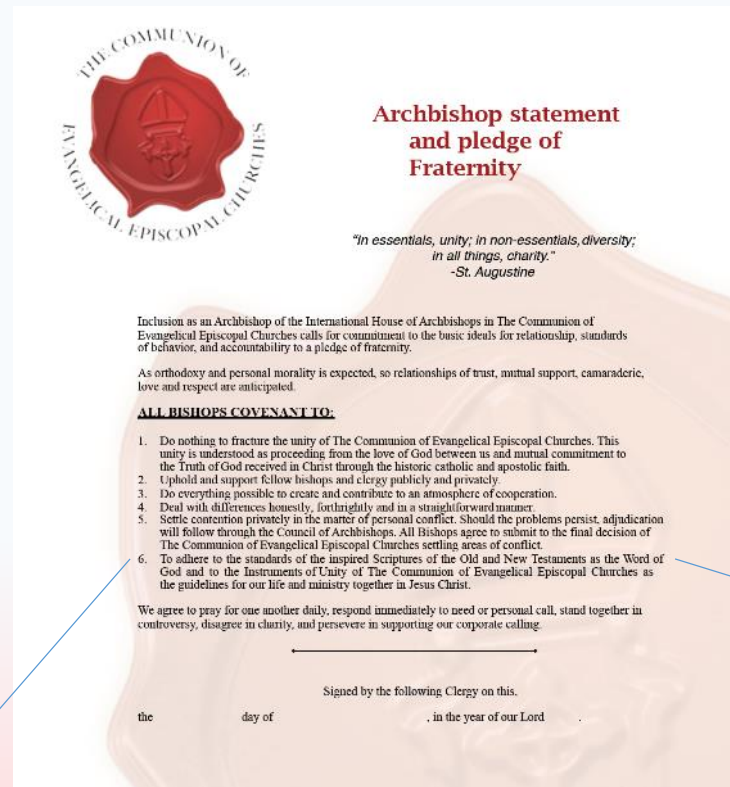 THE COMMUNION OF
EVANGELICAL EPISCOPAL CHURCHES
Archbishop statement
and pledge of
Fraternity
"In essentials, unity; in non-essentials, diversity;
in all things, charity."
-St. Augustine
Inclusion as an Archbishop of the International House of Archbishops in The Communion of
Evangelical Episcopal Churches calls for commitment to the basic ideals for relationship, standards
of behavior, and accountability to a pledge of fraternity.
As orthodoxy and personal morality is expected, so relationships of trust, mutual support, camaraderie,
love and respect are anticipated.
ALL BISHOPS COVENANT TO:
1. Do nothing to fracture the unity of The Communion of Evangelical Episcopal Churches. This
unity is understood as proceeding from the love of God between us and mutual commitment to
the Truth of God received in Christ through the historic catholic and apostolic faith.
2. Uphold and support fellow bishops and clergy publicly and privately.
3. Do everything possible to create and contribute to an atmosphere of cooperation.
4. Deal with differences honestly, forthrightly and in a straightforward manner.
5. Settle contention privately in the matter of personal conflict. Should the problems persist, adjudication
will follow through the Council of Archbishops. All Bishops agree to submit to the final decision of
The Communion of Evangelical Episcopal Churches settling areas of conflict.
6. To adhere to the standards of the inspired Scriptures of the Old and New Testaments as the Word of
God and to the Instruments of Unity of The Communion of Evangelical Episcopal Churches as
the guidelines for our life and ministry together in Jesus Christ.
We agree to pray for one another daily, respond immediately to need or personal call, stand together in
controversy, disagree in charity, and persevere in supporting our corporate calling.
Signed by the following Clergy on this,
the day of , in the year of our Lord .